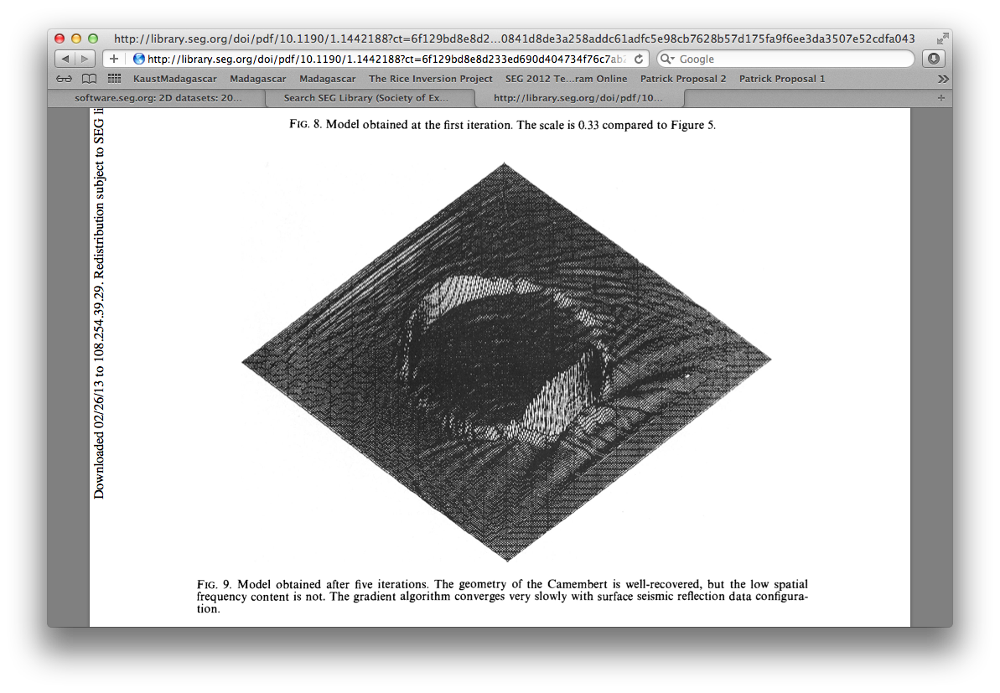 http://library.seg.org/doi/pdf/10.1190/1.1442188?ct=6f129bd8e8d2...0841d8de3a258addc61adfc5e98cb7628b57d175fa9f6ee3da3507e52cdfa043
http://library.seg.org/doi/pdf/10.1190/1.1442188?ct=6f129bd8e8d233ed690d404734f76c7ab
Google
KaustMadagascar Madagascar Madagascar The Rice Inversion Project SEG 2012 Te...ram Online Patrick Proposal 2 Patrick Proposal 1
software.seg.org: 2D datasets: 20... Search SEG Library (Society of Ex... http://library.seg.org/doi/pdf/10...
Downloaded 02/26/13 to 108.254.39.29. Redistribution subject to SEG li
FIG. 8. Model obtained at the first iteration. The scale is 0.33 compared to Figure 5.
FIG. 9. Model obtained after five iterations. The geometry of the Camembert is well-recovered, but the low spatial
frequency content is not. The gradient algorithm converges very slowly with surface seismic reflection data configura-
tion.